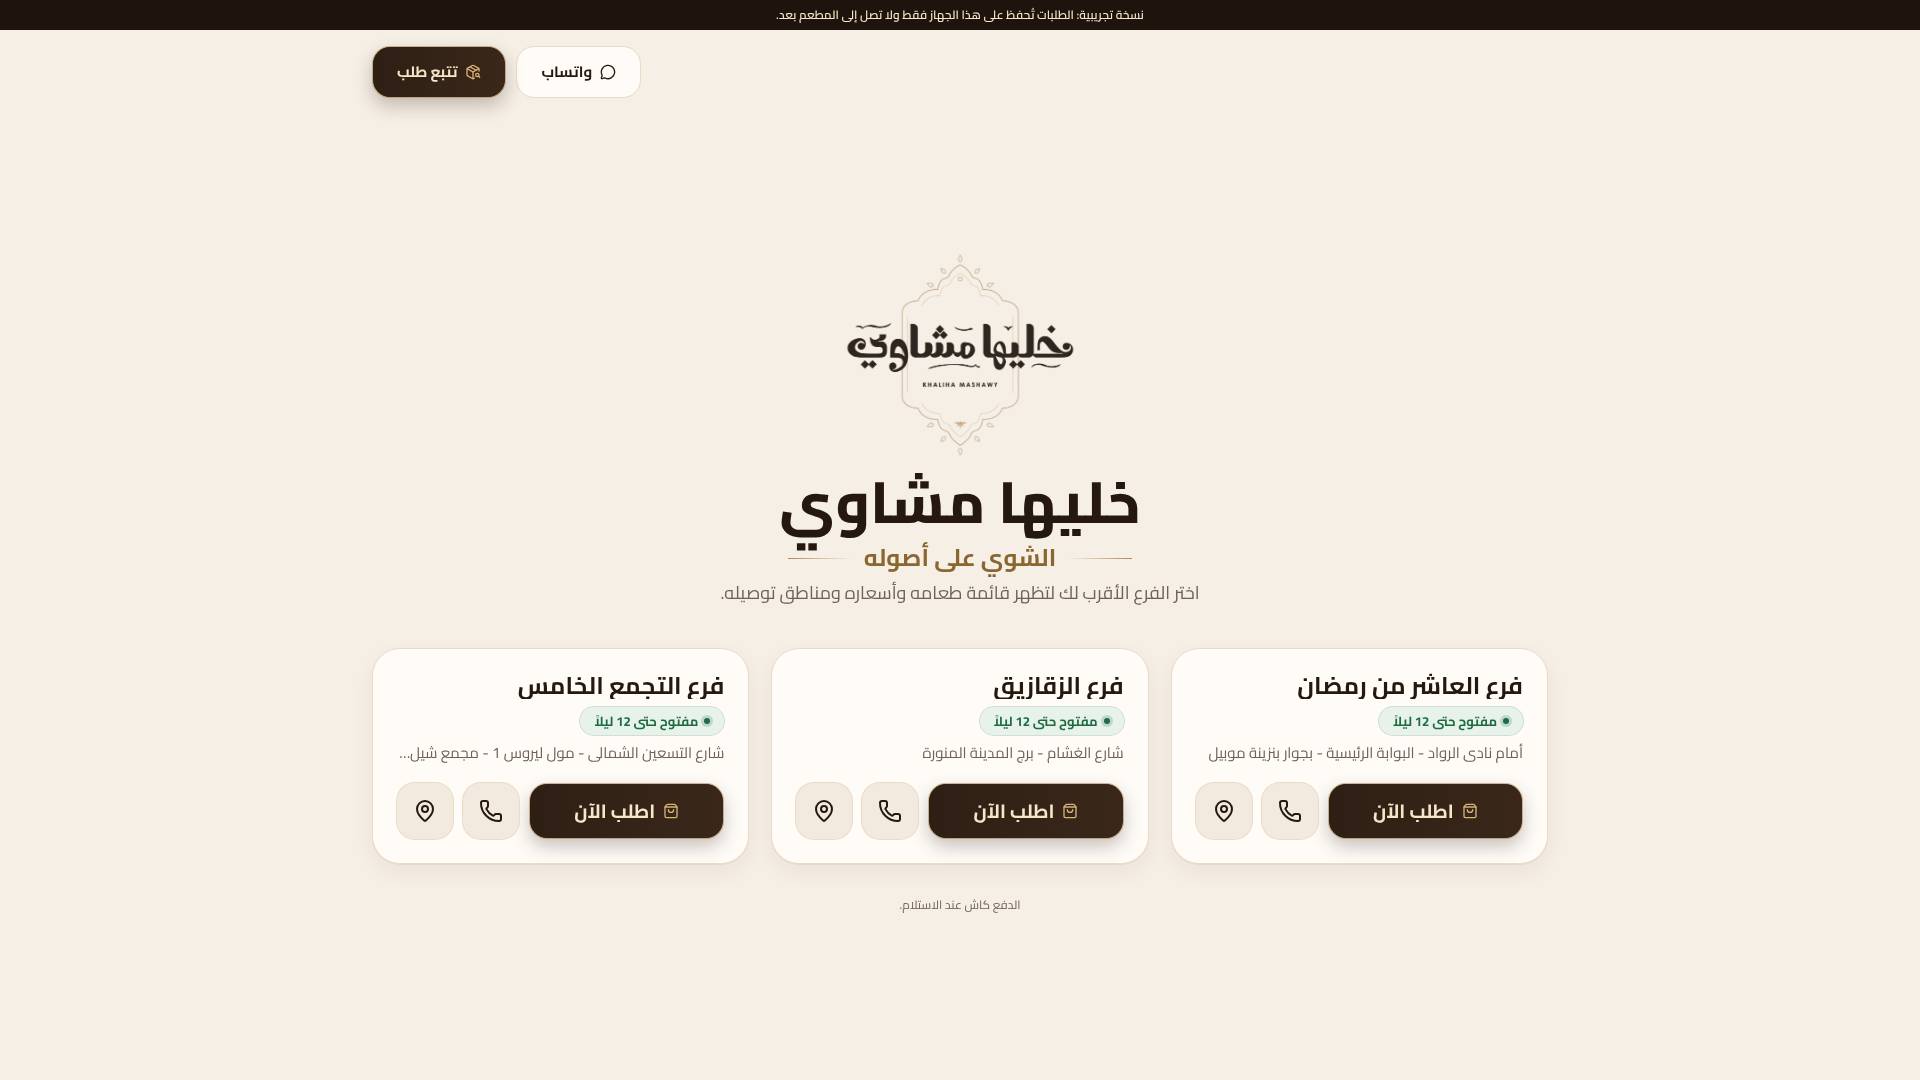 نسخة تجريبية: الطلبات تُحفظ على هذا الجهاز فقط ولا تصل إلى المطعم بعد.
واتساب
تتبع طلب
خليها مشاوي
KHALIHA MASHAWY
خليها مشاوي
الشوي على أصوله
اختر الفرع الأقرب لك لتظهر قائمة طعامه وأسعاره ومناطق توصيله.
فرع العاشر من رمضان
مفتوح حتى 12 ليلاً
أمام نادى الرواد - البوابة الرئيسية - بجوار بنزينة موبيل
اطلب الآن
فرع الزقازيق
مفتوح حتى 12 ليلاً
شارع الغشام - برج المدينة المنورة
اطلب الآن
فرع التجمع الخامس
مفتوح حتى 12 ليلاً
شارع التسعين الشمالى - مول ليروس 1 - مجمع شيل...
اطلب الآن
الدفع كاش عند الاستلام.